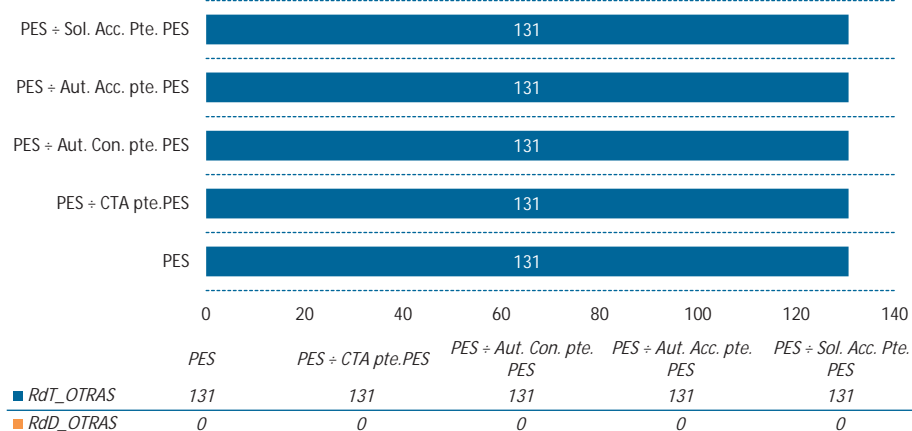 PES ÷ Sol. Acc. Pte. PES 131
PES ÷ Aut. Acc. pte. PES 131
PES ÷ Aut. Con. pte. PES 131
PES ÷ CTA pte.PES 131
PES 131
0 20 40 60 80 100 120 140
PES PES ÷ CTA pte.PES PES ÷ Aut. Con. pte. PES PES ÷ Aut. Acc. pte. PES PES ÷ Sol. Acc. Pte. PES
RdT_OTRAS 131 131 131 131 131
RdD_OTRAS 0 0 0 0 0